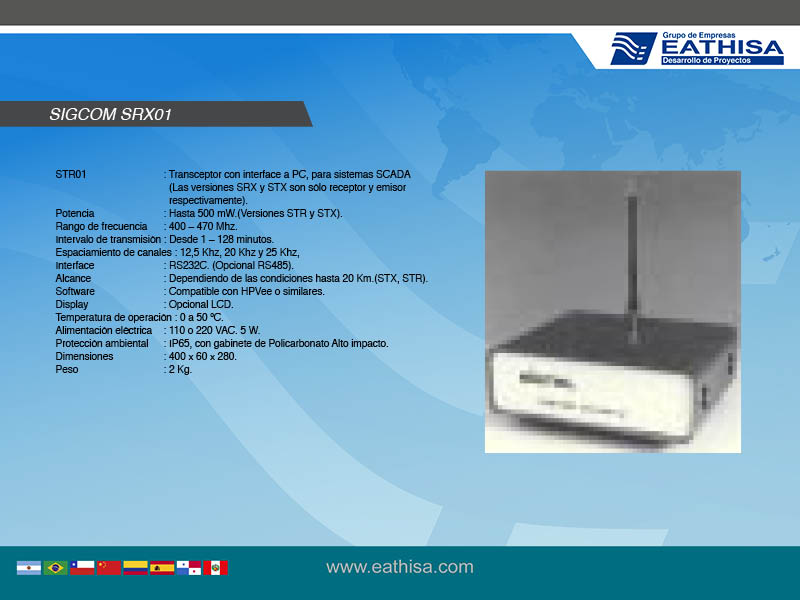 Grupo de Empresas
EATHISA
Desarrollo de Proyectos
SIGCOM SRX01
STR01 : Transceptor con interface a PC, para sistemas SCADA
(Las versiones SRX y STX son sólo receptor y emisor
respectivamente).
Potencia : Hasta 500 mW.(Versiones STR y STX).
Rango de frecuencia : 400 – 470 Mhz.
Intervalo de transmisión : Desde 1 – 128 minutos.
Espaciamiento de canales : 12,5 Khz, 20 Khz y 25 Khz,
Interface : RS232C. (Opcional RS485).
Alcance : Dependiendo de las condiciones hasta 20 Km.(STX, STR).
Software : Compatible con HPVee o similares.
Display : Opcional LCD.
Temperatura de operación : 0 a 50 ºC.
Alimentación eléctrica : 110 o 220 VAC. 5 W.
Protección ambiental : IP65, con gabinete de Policarbonato Alto impacto.
Dimensiones : 400 x 60 x 280.
Peso : 2 Kg.
www.eathisa.com